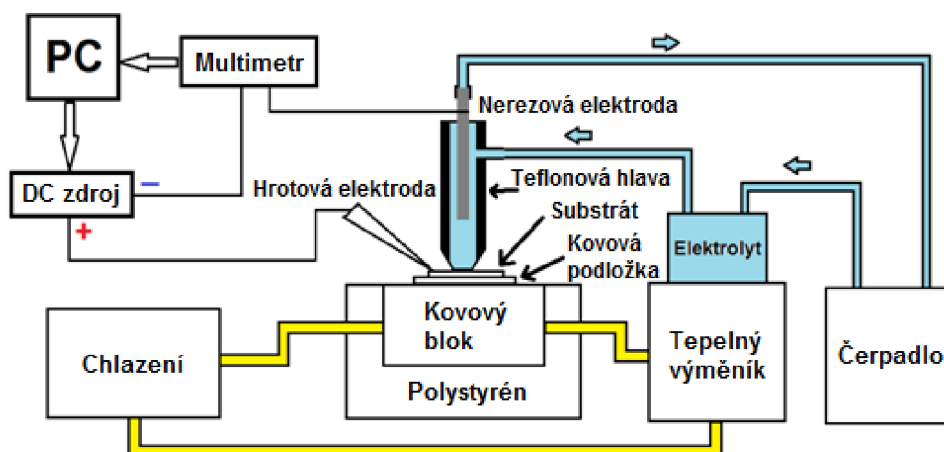 PC
Multimetr
Nerezová elektroda
DC zdroj
−
+
Hrotová elektroda
Teflonová hlava
Substrát
Kovová
podložka
Elektrolyt
Kovový
blok
Polystyrén
Chlazení
Tepelný
výměník
Čerpadlo